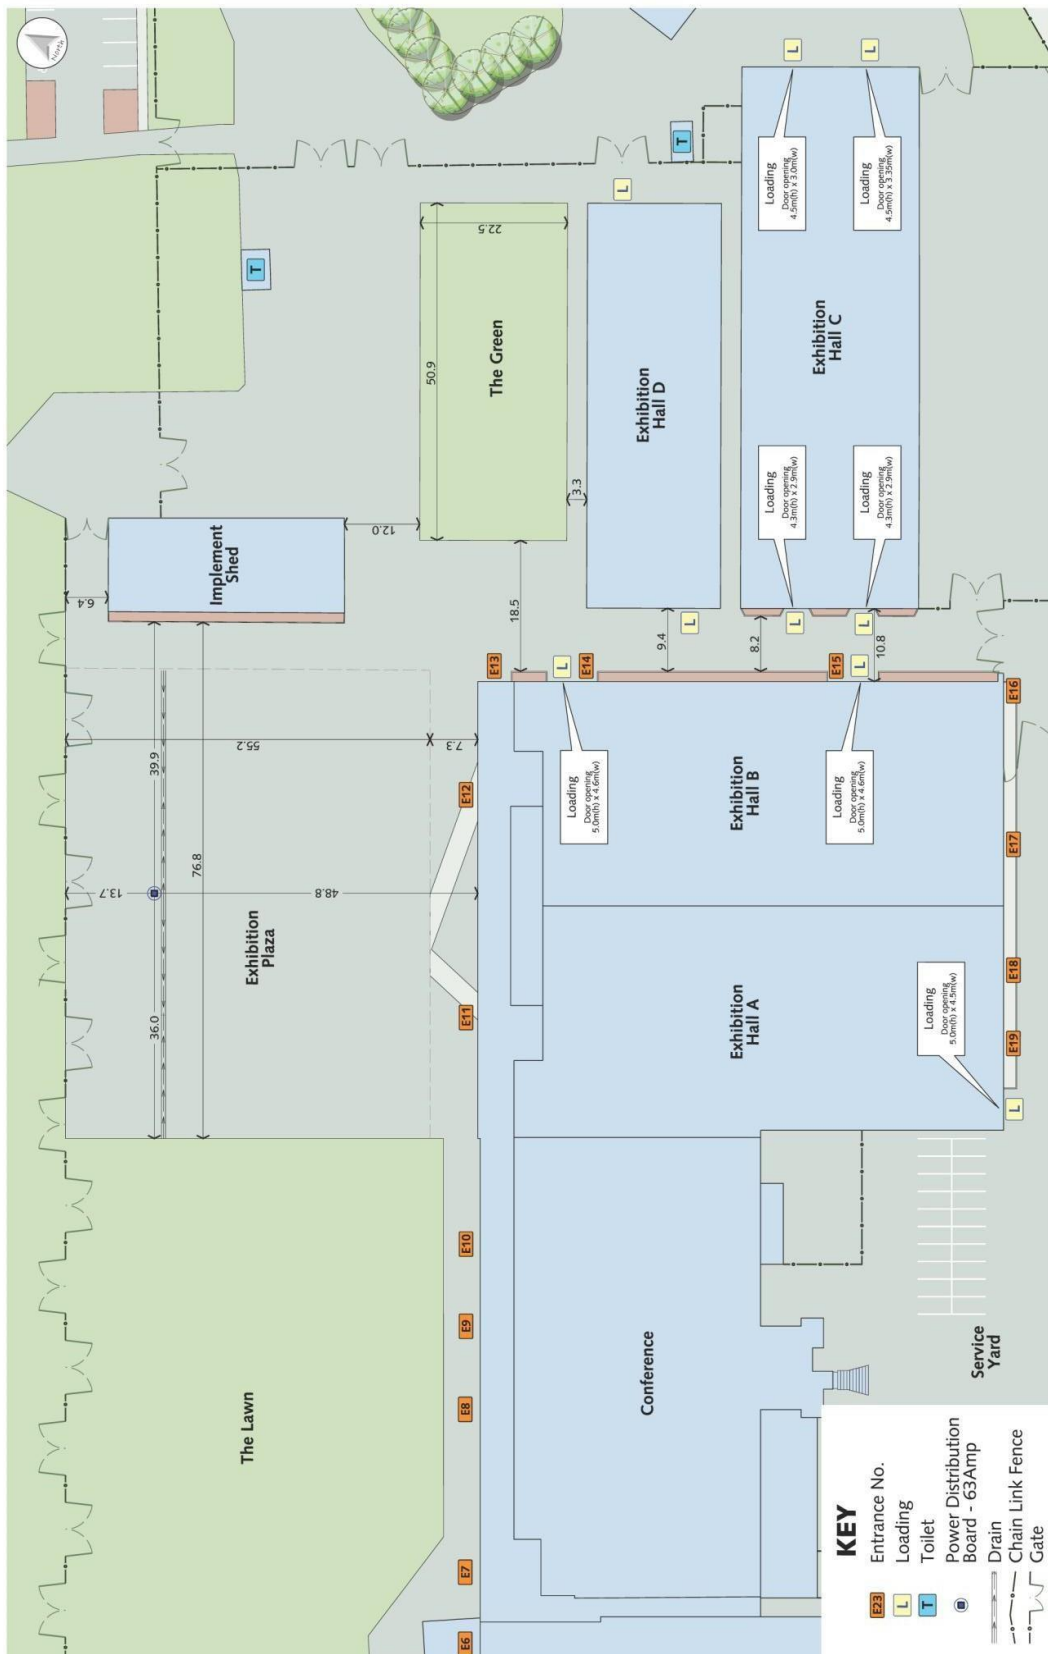 North
L
L
Loading
Door opening
4.5m(h) x 3.0m(w)
Loading
Door opening
4.5m(h) x 3.35m(w)
T
L
T
22.5
50.9
The Green
Exhibition
Hall D
Exhibition
Hall C
3.3
12.0
Implement
Shed
6.4
Loading
Door opening
4.3m(h) x 2.9m(w)
Loading
Door opening
4.3m(h) x 2.9m(w)
18.5
9.4
L
8.2
L
10.8
L
E13
L
E14
E15
L
E16
55.2
7.3
39.9
76.8
13.7
48.8
36.0
Exhibition
Plaza
E12
E11
Loading
Door opening
5.0m(h) x 4.6m(w)
Loading
Door opening
5.0m(h) x 4.6m(w)
Exhibition
Hall B
E17
Exhibition
Hall A
E18
Loading
Door opening
5.0m(h) x 4.5m(w)
E19
L
The Lawn
E10
E9
E8
E7
E6
Conference
Service
Yard
KEY
E23 Entrance No.
L Loading
T Toilet
Power Distribution
Board - 63Amp
Drain
Chain Link Fence
Gate